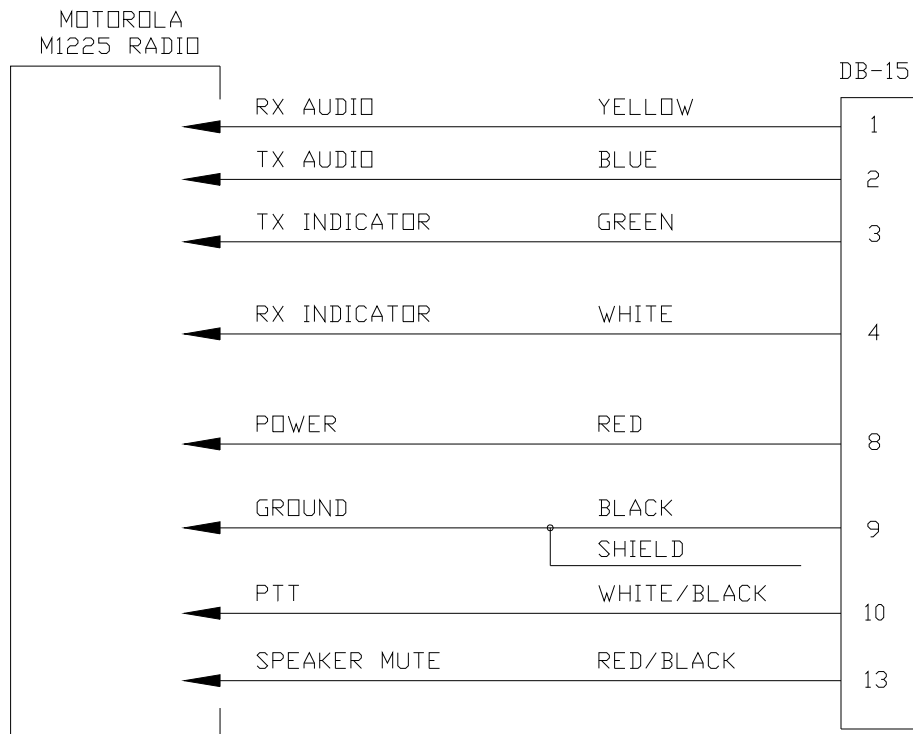 MOTOROLA
M1225 RADIO
DB-15
RX AUDIO YELLOW 1
TX AUDIO BLUE 2
TX INDICATOR GREEN 3
RX INDICATOR WHITE 4
POWER RED 8
GROUND BLACK 9
SHIELD
PTT WHITE/BLACK 10
SPEAKER MUTE RED/BLACK 13